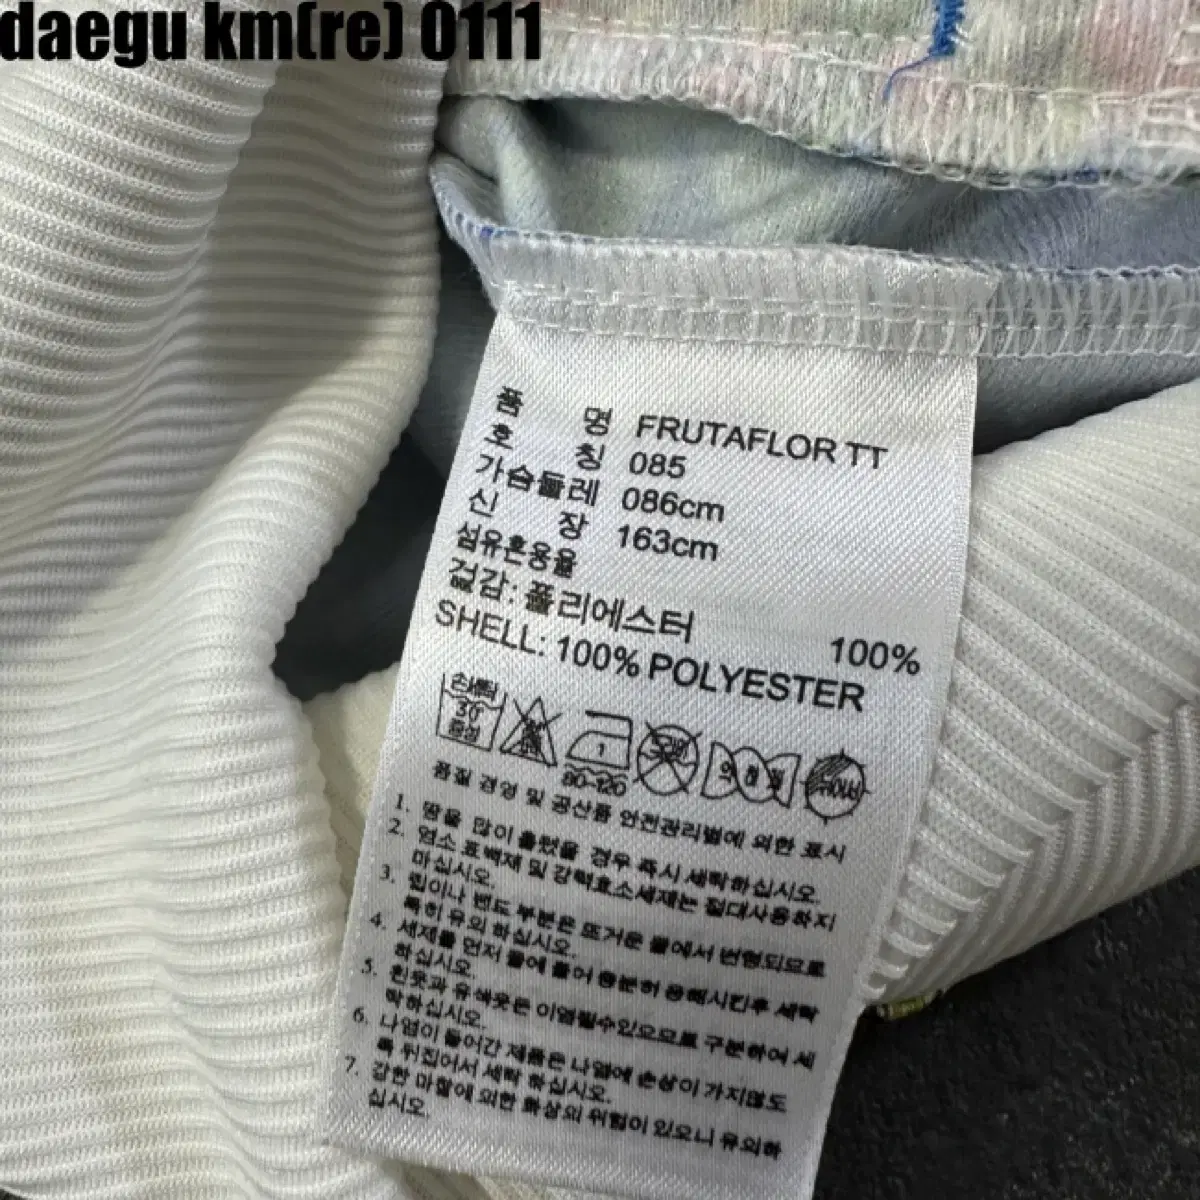 daegu km(re) 0111
품 명 FRUTAFLOR TT
호 칭 085
가슴둘레 086cm
신 장 163cm
섬유혼용율
겉감: 폴리에스터 100%
SHELL: 100% POLYESTER
손세탁
30°
중성
1
80~120
품질 경영 및 공산품 안전관리법에 의한 표시
1. 땀을 많이 흘렸을 경우 즉시 세탁하십시오.
2. 염소 표백제 및 강력효소세제는 절대사용하지
마십시오.
3. 립이나 밴드 부분은 뜨거운 물에서 변형되므로
특히 유의 하십시오.
4. 세제를 먼저 물에 풀어 충분히 용해시킨후 세탁
하십시오.
5. 흰옷과 유색옷은 이염될수있으므로 구분하여 세
탁하십시오.
6. 나염이 들어간 제품은 나염에 손상이 가지않도
록 뒤집어서 세탁 하십시오.
7. 강한 마찰에 의한 화상의 위험이 있으니 유의하
십시오.